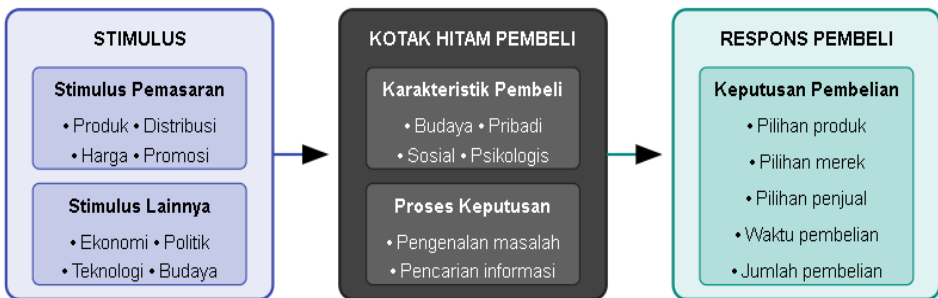 STIMULUS
Stimulus Pemasaran
• Produk • Distribusi
• Harga • Promosi
Stimulus Lainnya
• Ekonomi • Politik
• Teknologi • Budaya
KOTAK HITAM PEMBELI
Karakteristik Pembeli
• Budaya • Pribadi
• Sosial • Psikologis
Proses Keputusan
• Pengenalan masalah
• Pencarian informasi
RESPONS PEMBELI
Keputusan Pembelian
• Pilihan produk
• Pilihan merek
• Pilihan penjual
• Waktu pembelian
• Jumlah pembelian